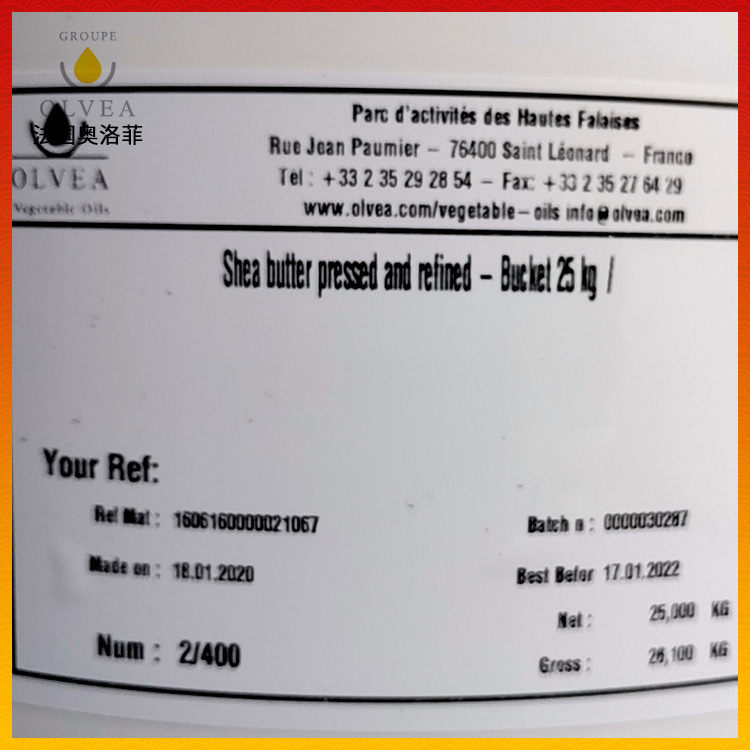 GROUPE
OLVEA
法国奥洛菲
OLVEA
Vegetable Oils
Parc d'activités des Hautes Falaises
Rue Jean Paumier – 76400 Saint Léonard – France
Tel : +33 2 35 29 28 54 – Fax: +33 2 35 27 64 29
www.olvea.com/vegetable-oils info@olvea.com
Shea butter pressed and refined – Bucket 25 kg /
Your Ref:
Ref Mat : 1606160000021067
Batch n : 0000030287
Made on : 18.01.2020
Best Befor 17.01.2022
Net : 25,000 KG
Num : 2/400
Gross : 26,100 KG